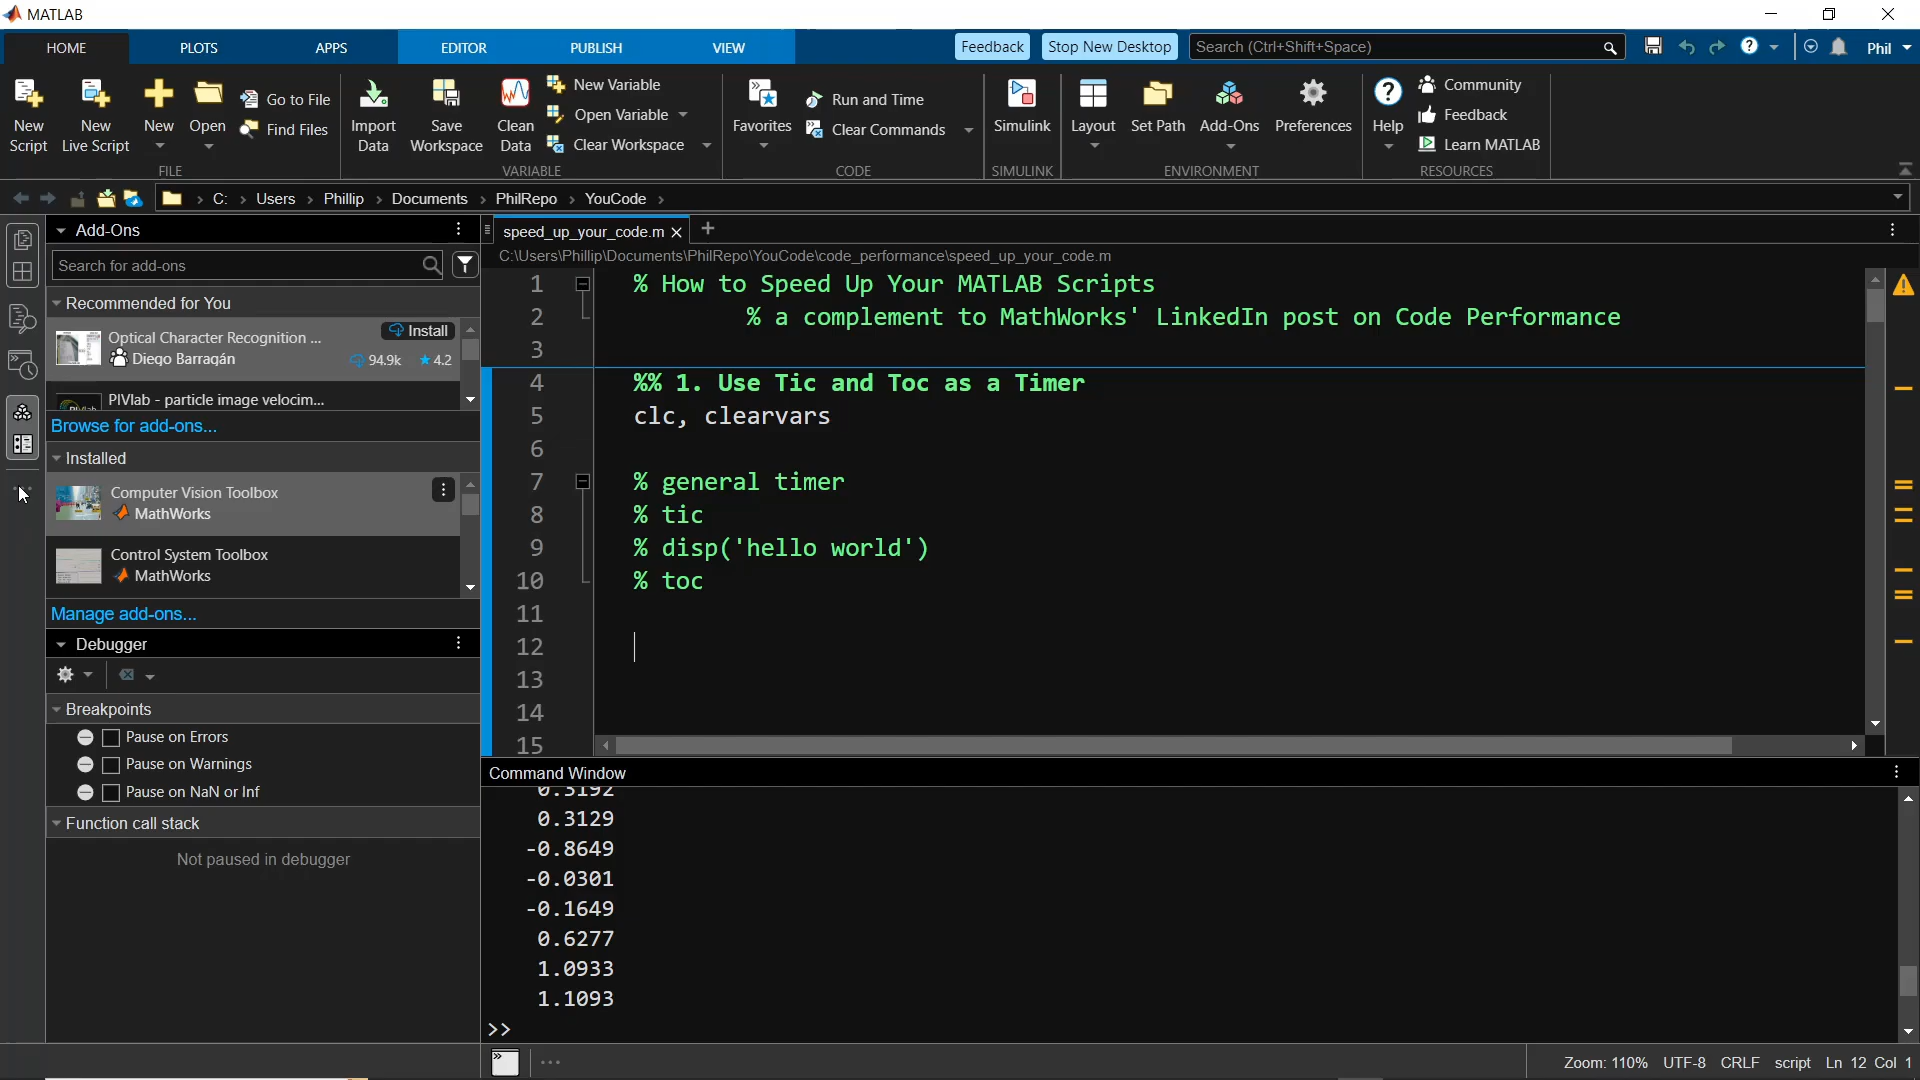 MATLAB
HOME
PLOTS
APPS
EDITOR
PUBLISH
VIEW
Feedback
Stop New Desktop
Search (Ctrl+Shift+Space)
Phil
New Script
New Live Script
New
Open
Go to File
Find Files
FILE
Import Data
Save Workspace
Clean Data
New Variable
Open Variable
Clear Workspace
VARIABLE
Favorites
Run and Time
Clear Commands
CODE
Simulink
SIMULINK
Layout
Set Path
Add-Ons
Preferences
ENVIRONMENT
Help
Community
Feedback
Learn MATLAB
RESOURCES
C: › Users › Phillip › Documents › PhilRepo › YouCode ›
Add-Ons
Search for add-ons
Recommended for You
Optical Character Recognition ...
Install
Diego Barragán
94.9k
4.2
PIVlab - particle image velocim...
Browse for add-ons...
Installed
Computer Vision Toolbox
MathWorks
Control System Toolbox
MathWorks
Manage add-ons...
Debugger
Breakpoints
Pause on Errors
Pause on Warnings
Pause on NaN or Inf
Function call stack
Not paused in debugger
speed_up_your_code.m
C:\Users\Phillip\Documents\PhilRepo\YouCode\code_performance\speed_up_your_code.m
1 % How to Speed Up Your MATLAB Scripts
2 % a complement to MathWorks' LinkedIn post on Code Performance
3
4 %% 1. Use Tic and Toc as a Timer
5 clc, clearvars
6
7 % general timer
8 % tic
9 % disp('hello world')
10 % toc
11
12
13
14
15
Command Window
0.3192
0.3129
-0.8649
-0.0301
-0.1649
0.6277
1.0933
1.1093
>>
Zoom: 110% UTF-8 CRLF script Ln 12 Col 1